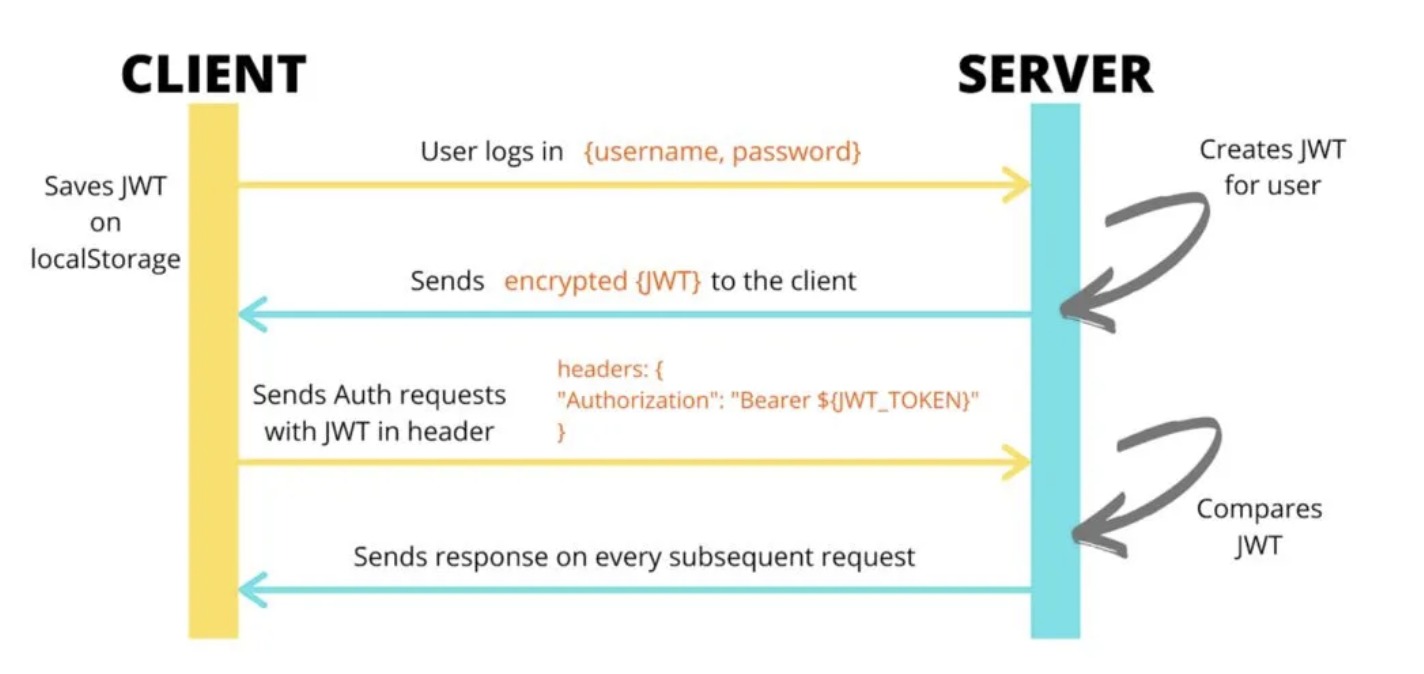 CLIENT
SERVER
User logs in {username, password}
Creates JWT
for user
Saves JWT
on
localStorage
Sends encrypted {JWT} to the client
Sends Auth requests
with JWT in header
headers: {
"Authorization": "Bearer ${JWT_TOKEN}"
}
Compares
JWT
Sends response on every subsequent request